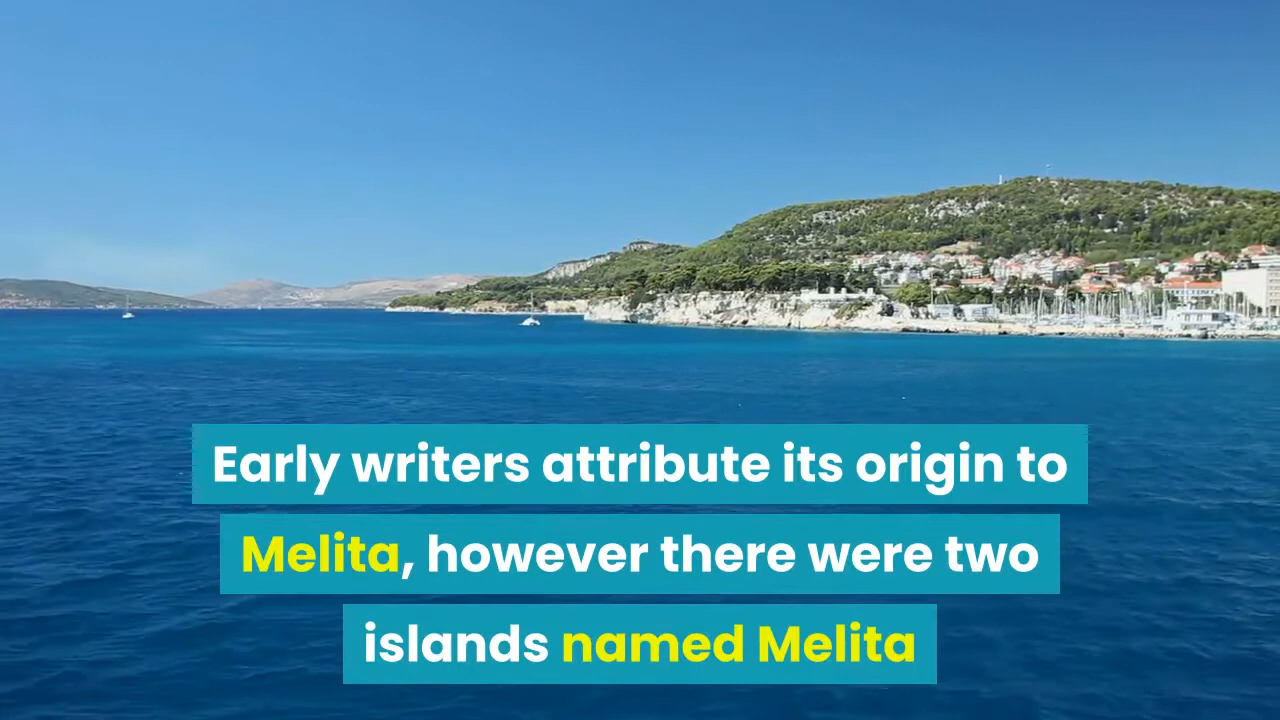 Early writers attribute its origin to
Melita, however there were two
islands named Melita